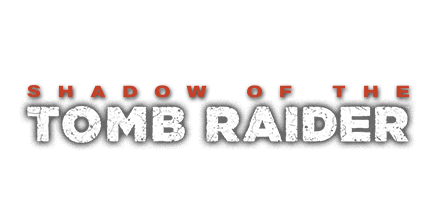 SHADOW OF THE
TOMB RAIDER